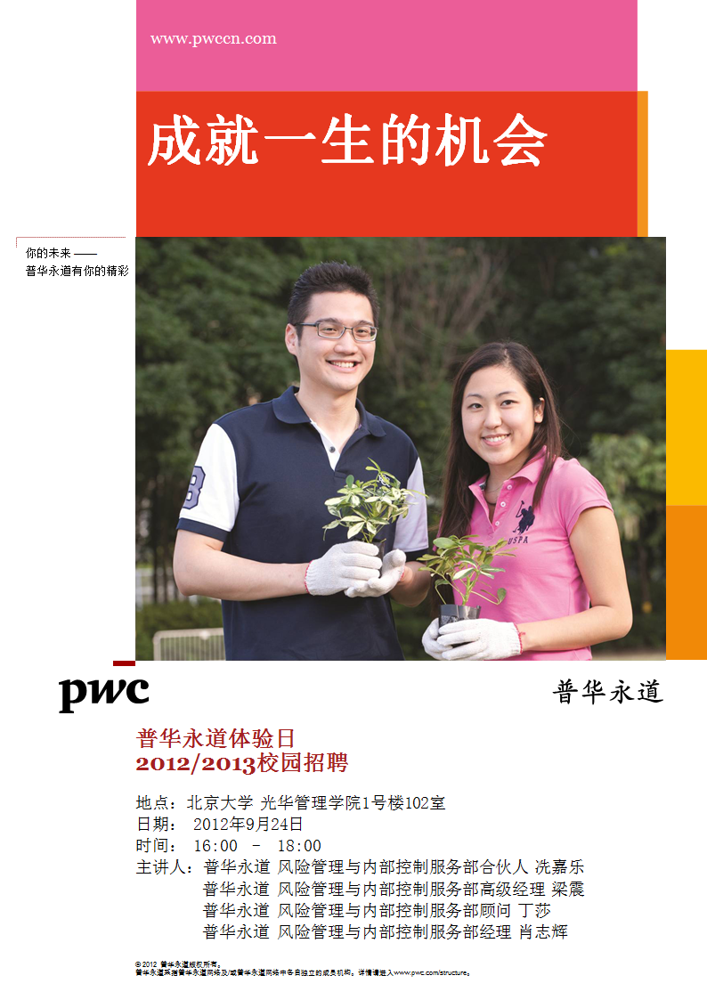 www.pwccn.com
成就一生的机会
你的未来 ——
普华永道有你的精彩
B
USPA
pwc
普华永道
普华永道体验日
2012/2013校园招聘
地点：北京大学 光华管理学院1号楼102室
日期： 2012年9月24日
时间： 16:00 – 18:00
主讲人：普华永道 风险管理与内部控制服务部合伙人 冼嘉乐
普华永道 风险管理与内部控制服务部高级经理 梁震
普华永道 风险管理与内部控制服务部顾问 丁莎
普华永道 风险管理与内部控制服务部经理 肖志辉
© 2012 普华永道版权所有。
普华永道是指普华永道网络及/或普华永道网络中各自独立的成员机构。详情请进入www.pwc.com/structure。